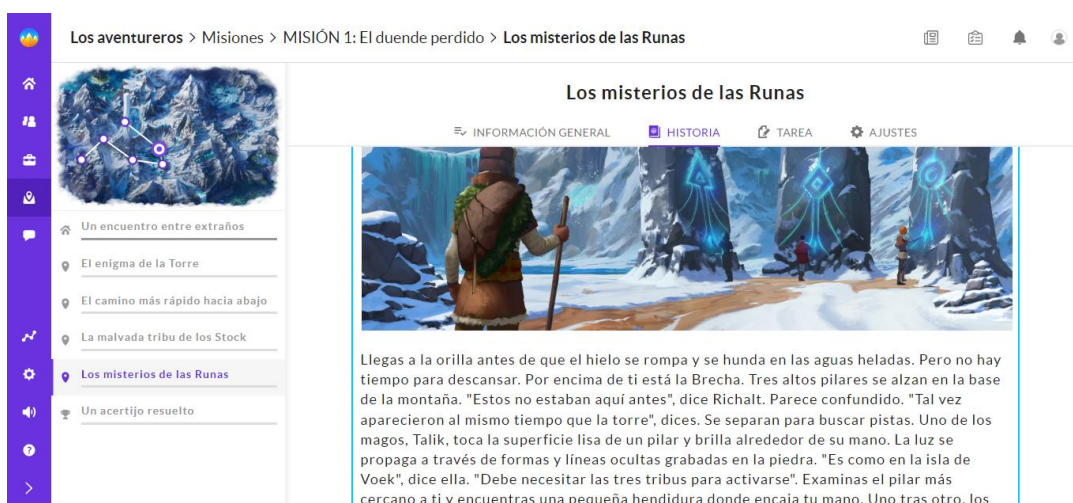 Los aventureros > Misiones > MISIÓN 1: El duende perdido > Los misterios de las Runas
Un encuentro entre extraños
El enigma de la Torre
El camino más rápido hacia abajo
La malvada tribu de los Stock
Los misterios de las Runas
Un acertijo resuelto
Los misterios de las Runas
INFORMACIÓN GENERAL HISTORIA TAREA AJUSTES
Llegas a la orilla antes de que el hielo se rompa y se hunda en las aguas heladas. Pero no hay
tiempo para descansar. Por encima de ti está la Brecha. Tres altos pilares se alzan en la base
de la montaña. "Estos no estaban aquí antes", dice Richalt. Parece confundido. "Tal vez
aparecieron al mismo tiempo que la torre", dices. Se separan para buscar pistas. Uno de los
magos, Talik, toca la superficie lisa de un pilar y brilla alrededor de su mano. La luz se
propaga a través de formas y líneas ocultas grabadas en la piedra. "Es como en la isla de
Voek", dice ella. "Debe necesitar las tres tribus para activarse". Examinas el pilar más
cercano a ti y encuentras una pequeña hendidura donde encaja tu mano. Uno tras otro, los